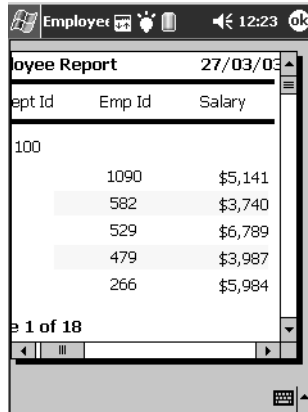 Employee 12:23 ok
loyee Report 27/03/03
ept Id Emp Id Salary
100
1090 $5,141
582 $3,740
529 $6,789
479 $3,987
266 $5,984
e 1 of 18